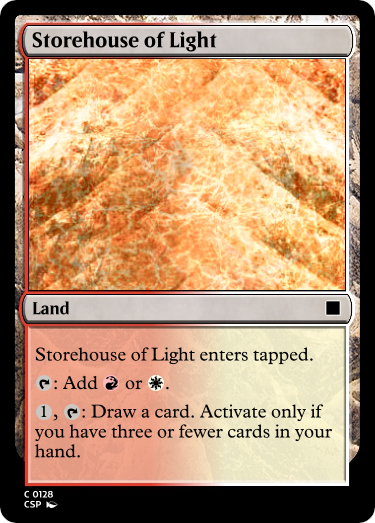 Storehouse of Light
Land
Storehouse of Light enters tapped.
: Add or .
1, : Draw a card. Activate only if
you have three or fewer cards in your
hand.
C 0128
CSP